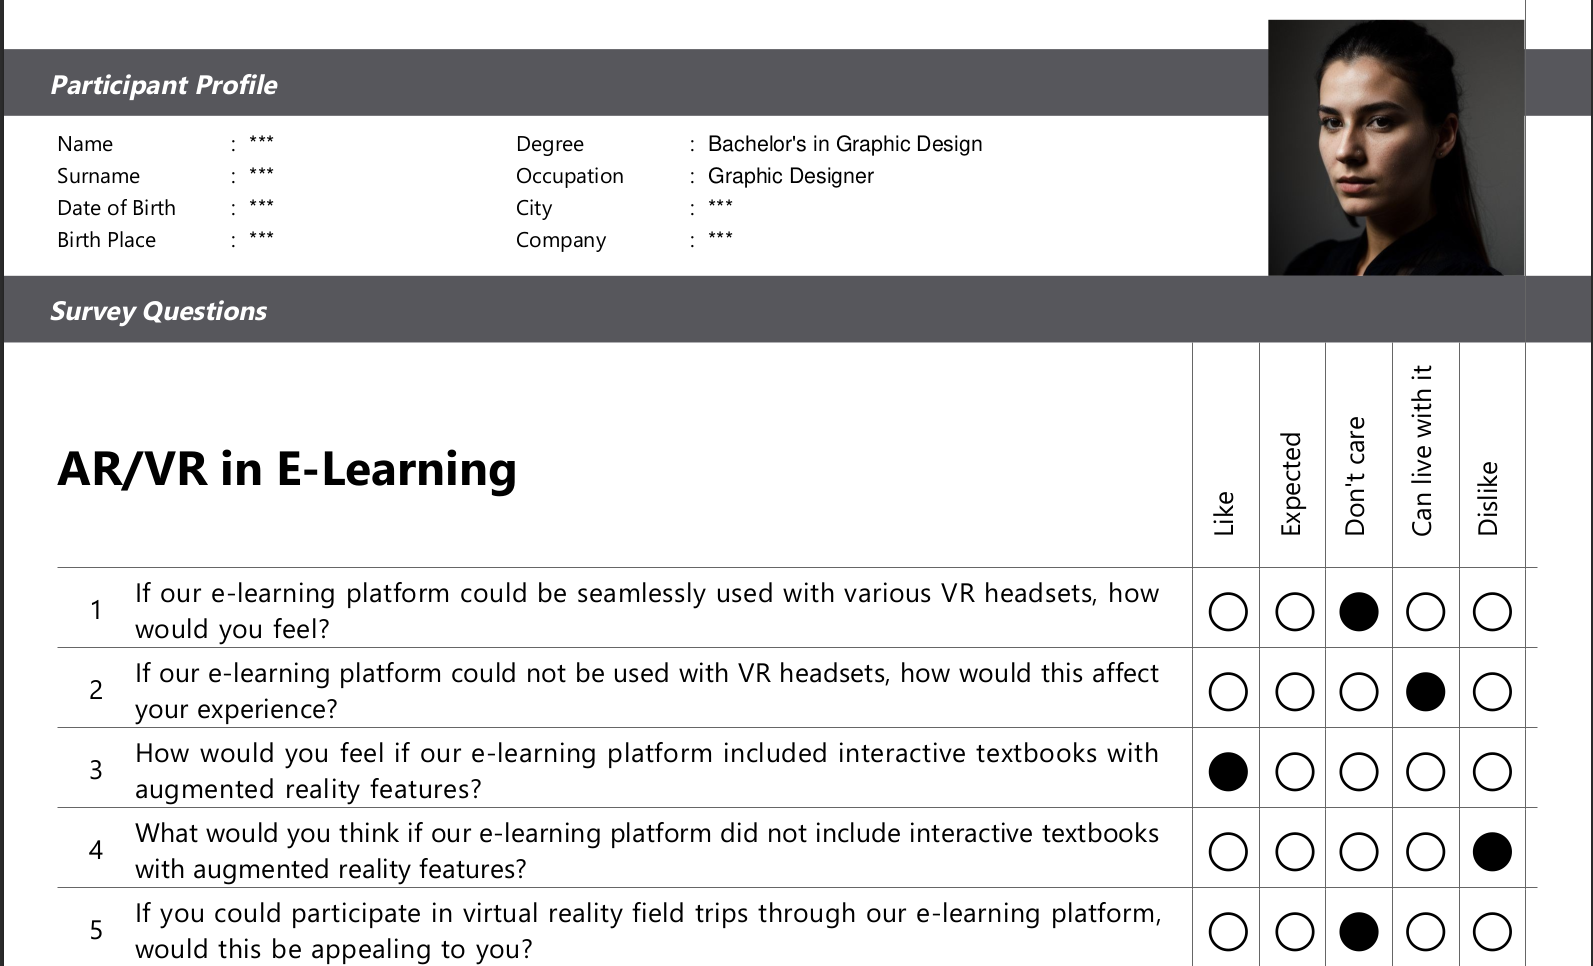 Participant Profile
Name : ***
Surname : ***
Date of Birth : ***
Birth Place : ***
Degree : Bachelor's in Graphic Design
Occupation : Graphic Designer
City : ***
Company : ***
Survey Questions
AR/VR in E-Learning
Like
Expected
Don't care
Can live with it
Dislike
1
If our e-learning platform could be seamlessly used with various VR headsets, how
would you feel?
2
If our e-learning platform could not be used with VR headsets, how would this affect
your experience?
3
How would you feel if our e-learning platform included interactive textbooks with
augmented reality features?
4
What would you think if our e-learning platform did not include interactive textbooks
with augmented reality features?
5
If you could participate in virtual reality field trips through our e-learning platform,
would this be appealing to you?